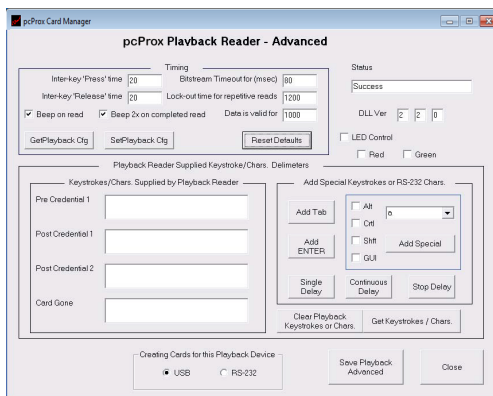 pcProx Card Manager
pcProx Playback Reader - Advanced
Timing
Inter-key 'Press' time 20 Bitstream Timeout for (msec) 80
Inter-key 'Release' time 20 Lock-out time for repetitive reads 1200
Beep on read Beep 2x on completed read Data is valid for 1000
GetPlayback Cfg SetPlayback Cfg Reset Defaults
Status
Success
DLL Ver 2 2 0
LED Control
Red Green
Playback Reader Supplied Keystroke/Chars. Delimeters
Keystrokes/Chars. Supplied by Playback Reader
Pre Credential 1
Post Credential 1
Post Credential 2
Card Gone
Add Special Keystrokes or RS-232 Chars.
Add Tab
Add
ENTER
Alt
Crtl
Shft
GUI
a
Add Special
Single
Delay
Continuous
Delay
Stop Delay
Clear Playback
Keystrokes or Chars.
Get Keystrokes / Chars.
Creating Cards for this Playback Device
USB RS-232
Save Playback
Advanced
Close